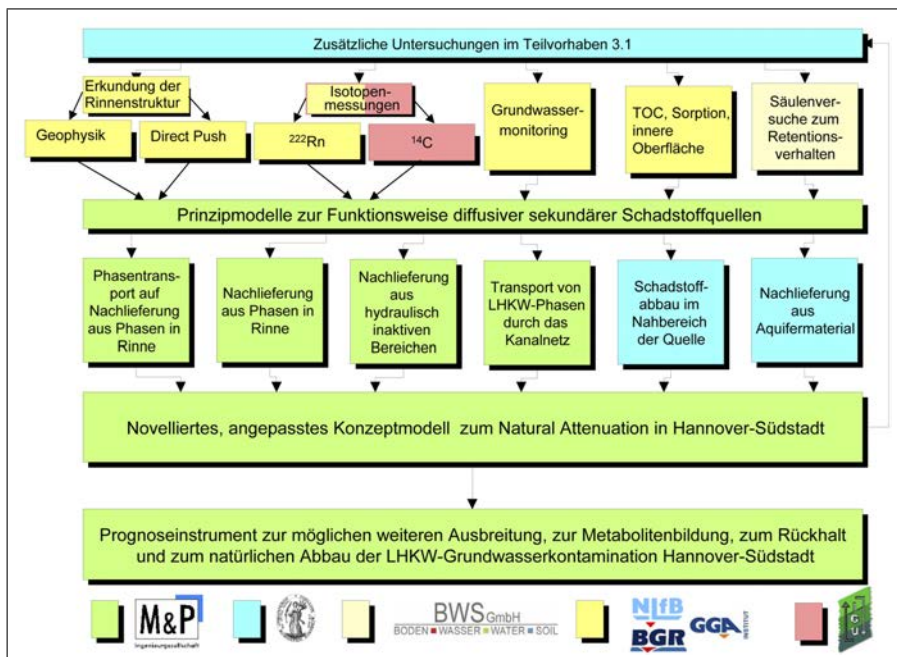 Zusätzliche Untersuchungen im Teilvorhaben 3.1
Erkundung der
Rinnenstruktur
Isotopen-
messungen
Geophysik
Direct Push
²²²Rn
¹⁴C
Grundwasser-
monitoring
TOC, Sorption,
innere
Oberfläche
Säulenver-
suche zum
Retentions-
verhalten
Prinzipmodelle zur Funktionsweise diffusiver sekundärer Schadstoffquellen
Phasentrans-
port auf
Nachlieferung
aus Phasen in
Rinne
Nachlieferung
aus Phasen in
Rinne
Nachlieferung
aus
hydraulisch
inaktiven
Bereichen
Transport von
LHKW-Phasen
durch das
Kanalnetz
Schadstoff-
abbau im
Nahbereich
der Quelle
Nachlieferung
aus
Aquifermaterial
Novelliertes, angepasstes Konzeptmodell zum Natural Attenuation in Hannover-Südstadt
Prognoseinstrument zur möglichen weiteren Ausbreitung, zur Metabolitenbildung, zum Rückhalt
und zum natürlichen Abbau der LHKW-Grundwasserkontamination Hannover-Südstadt
M&P
Ingenieurgesellschaft
BWS GmbH
BODEN WASSER WATER SOIL
NLfB
BGR
GGA
INSTITUT